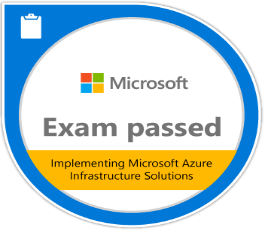 Microsoft
Exam passed
Implementing Microsoft Azure
Infrastructure Solutions